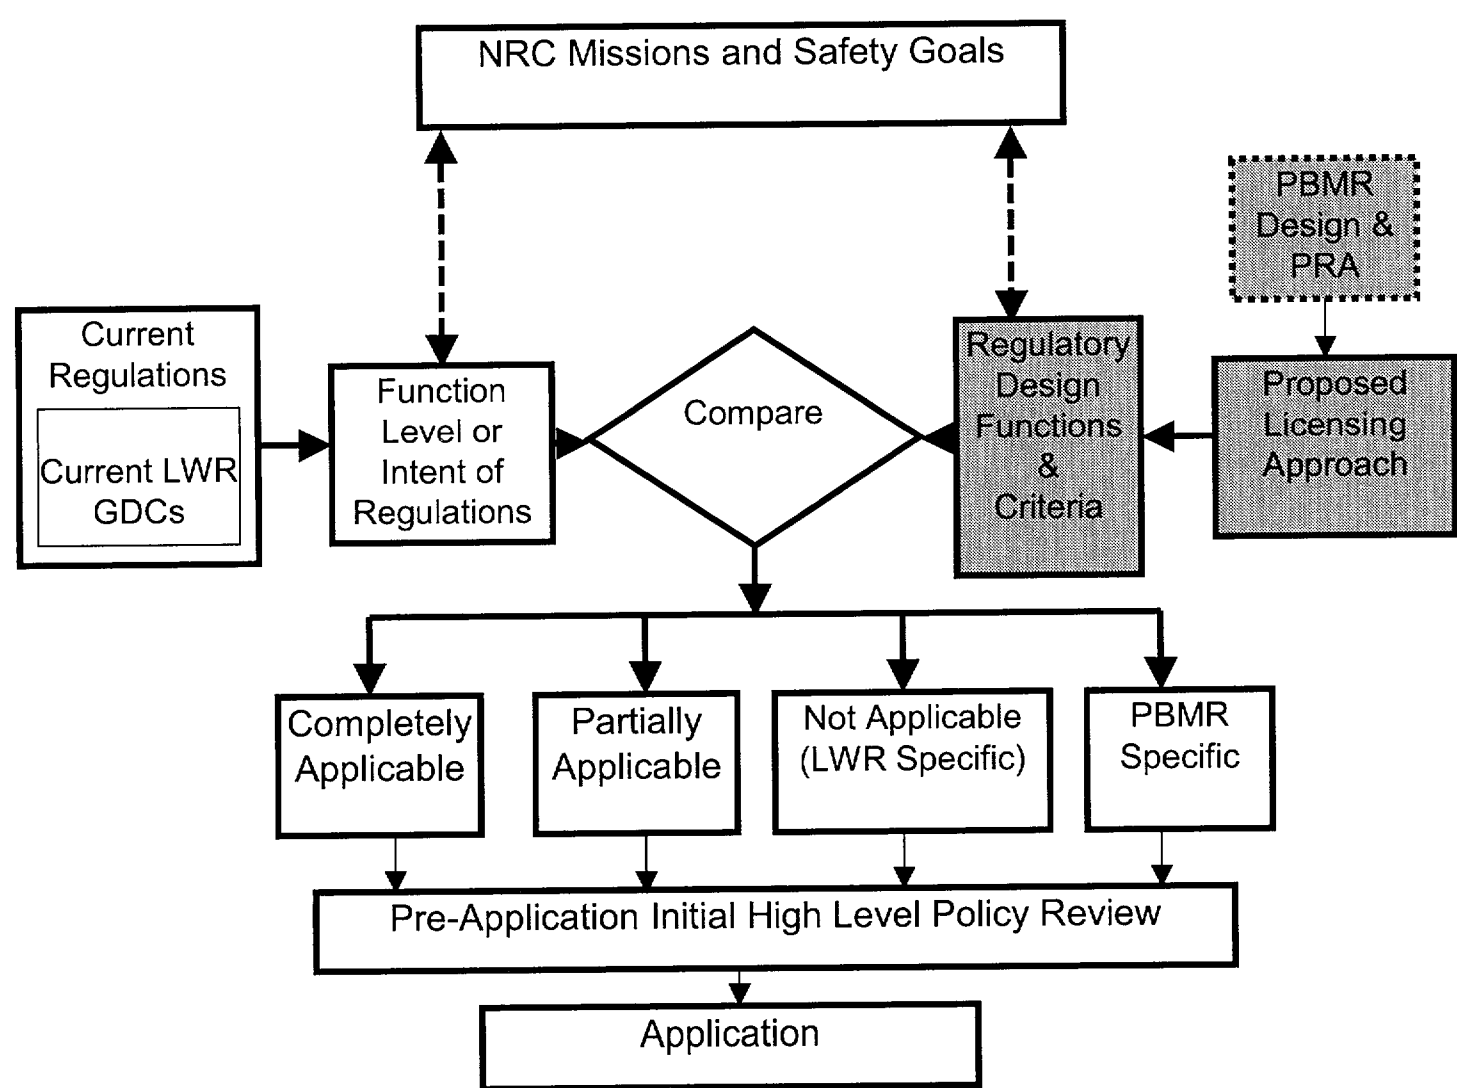 NRC Missions and Safety Goals
PBMR
Design &
PRA
Current
Regulations
Current LWR
GDCs
Function
Level or
Intent of
Regulations
Compare
Regulatory
Design
Functions
&
Criteria
Proposed
Licensing
Approach
Completely
Applicable
Partially
Applicable
Not Applicable
(LWR Specific)
PBMR
Specific
Pre-Application Initial High Level Policy Review
Application